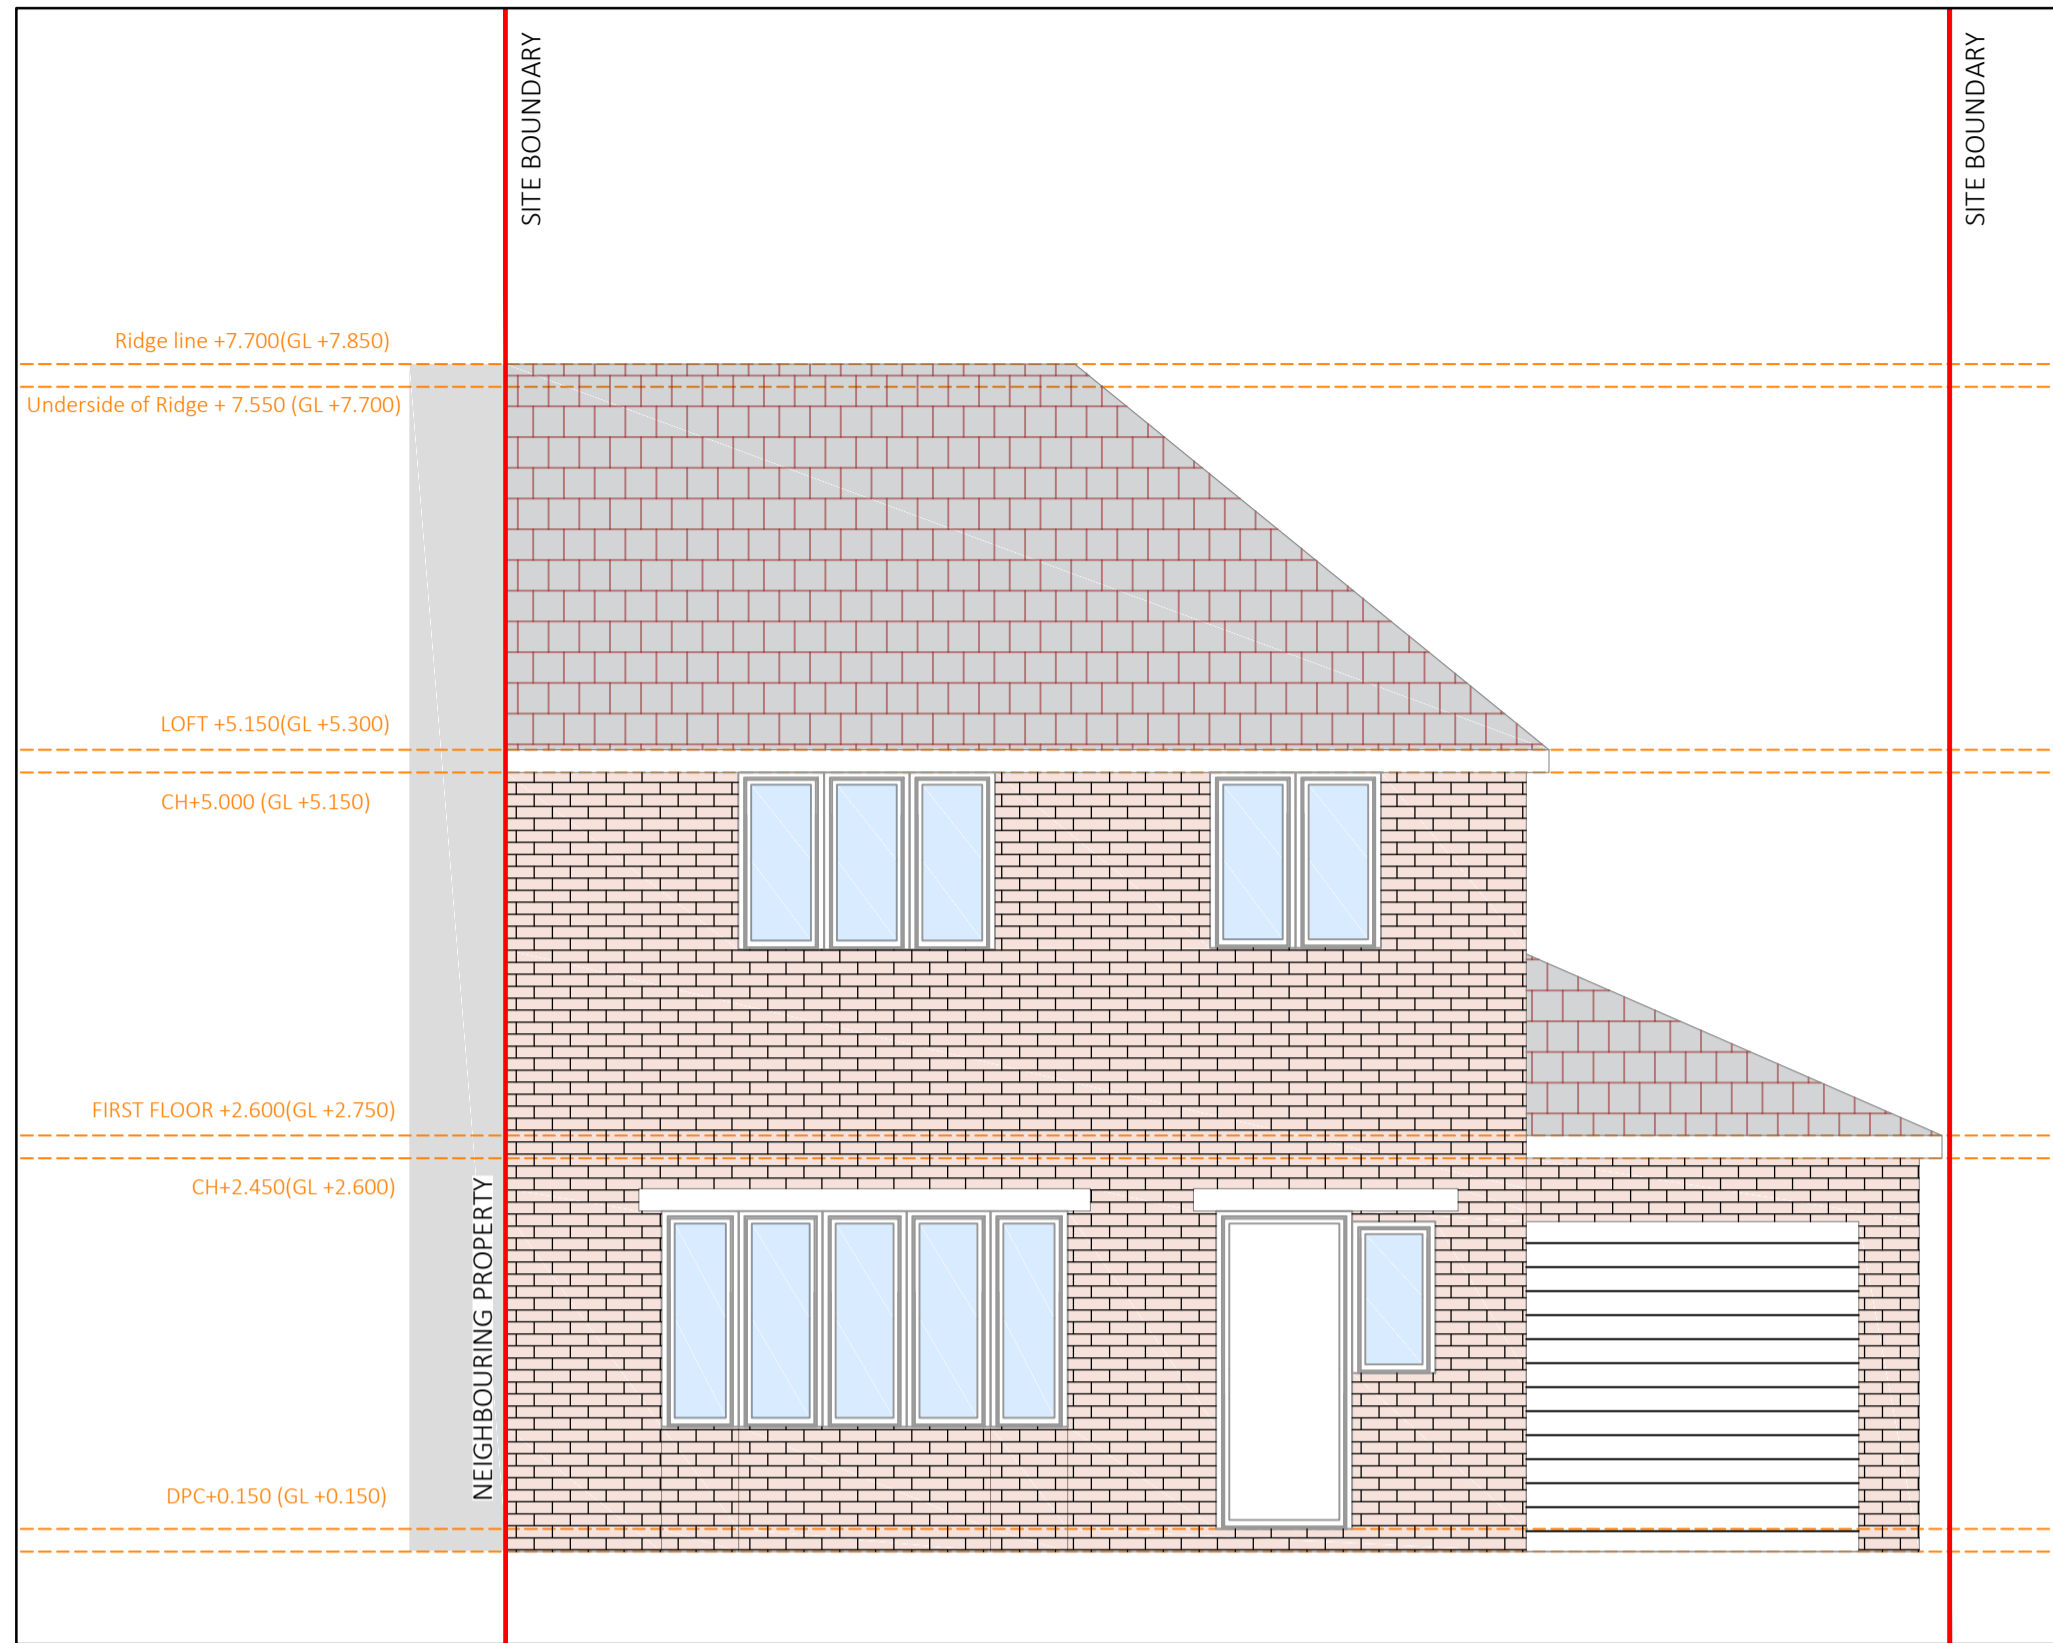 SITE BOUNDARY
SITE BOUNDARY
Ridge line +7.700(GL +7.850)
Underside of Ridge + 7.550 (GL +7.700)
LOFT +5.150(GL +5.300)
CH+5.000 (GL +5.150)
FIRST FLOOR +2.600(GL +2.750)
CH+2.450(GL +2.600)
NEIGHBOURING PROPERTY
DPC+0.150 (GL +0.150)